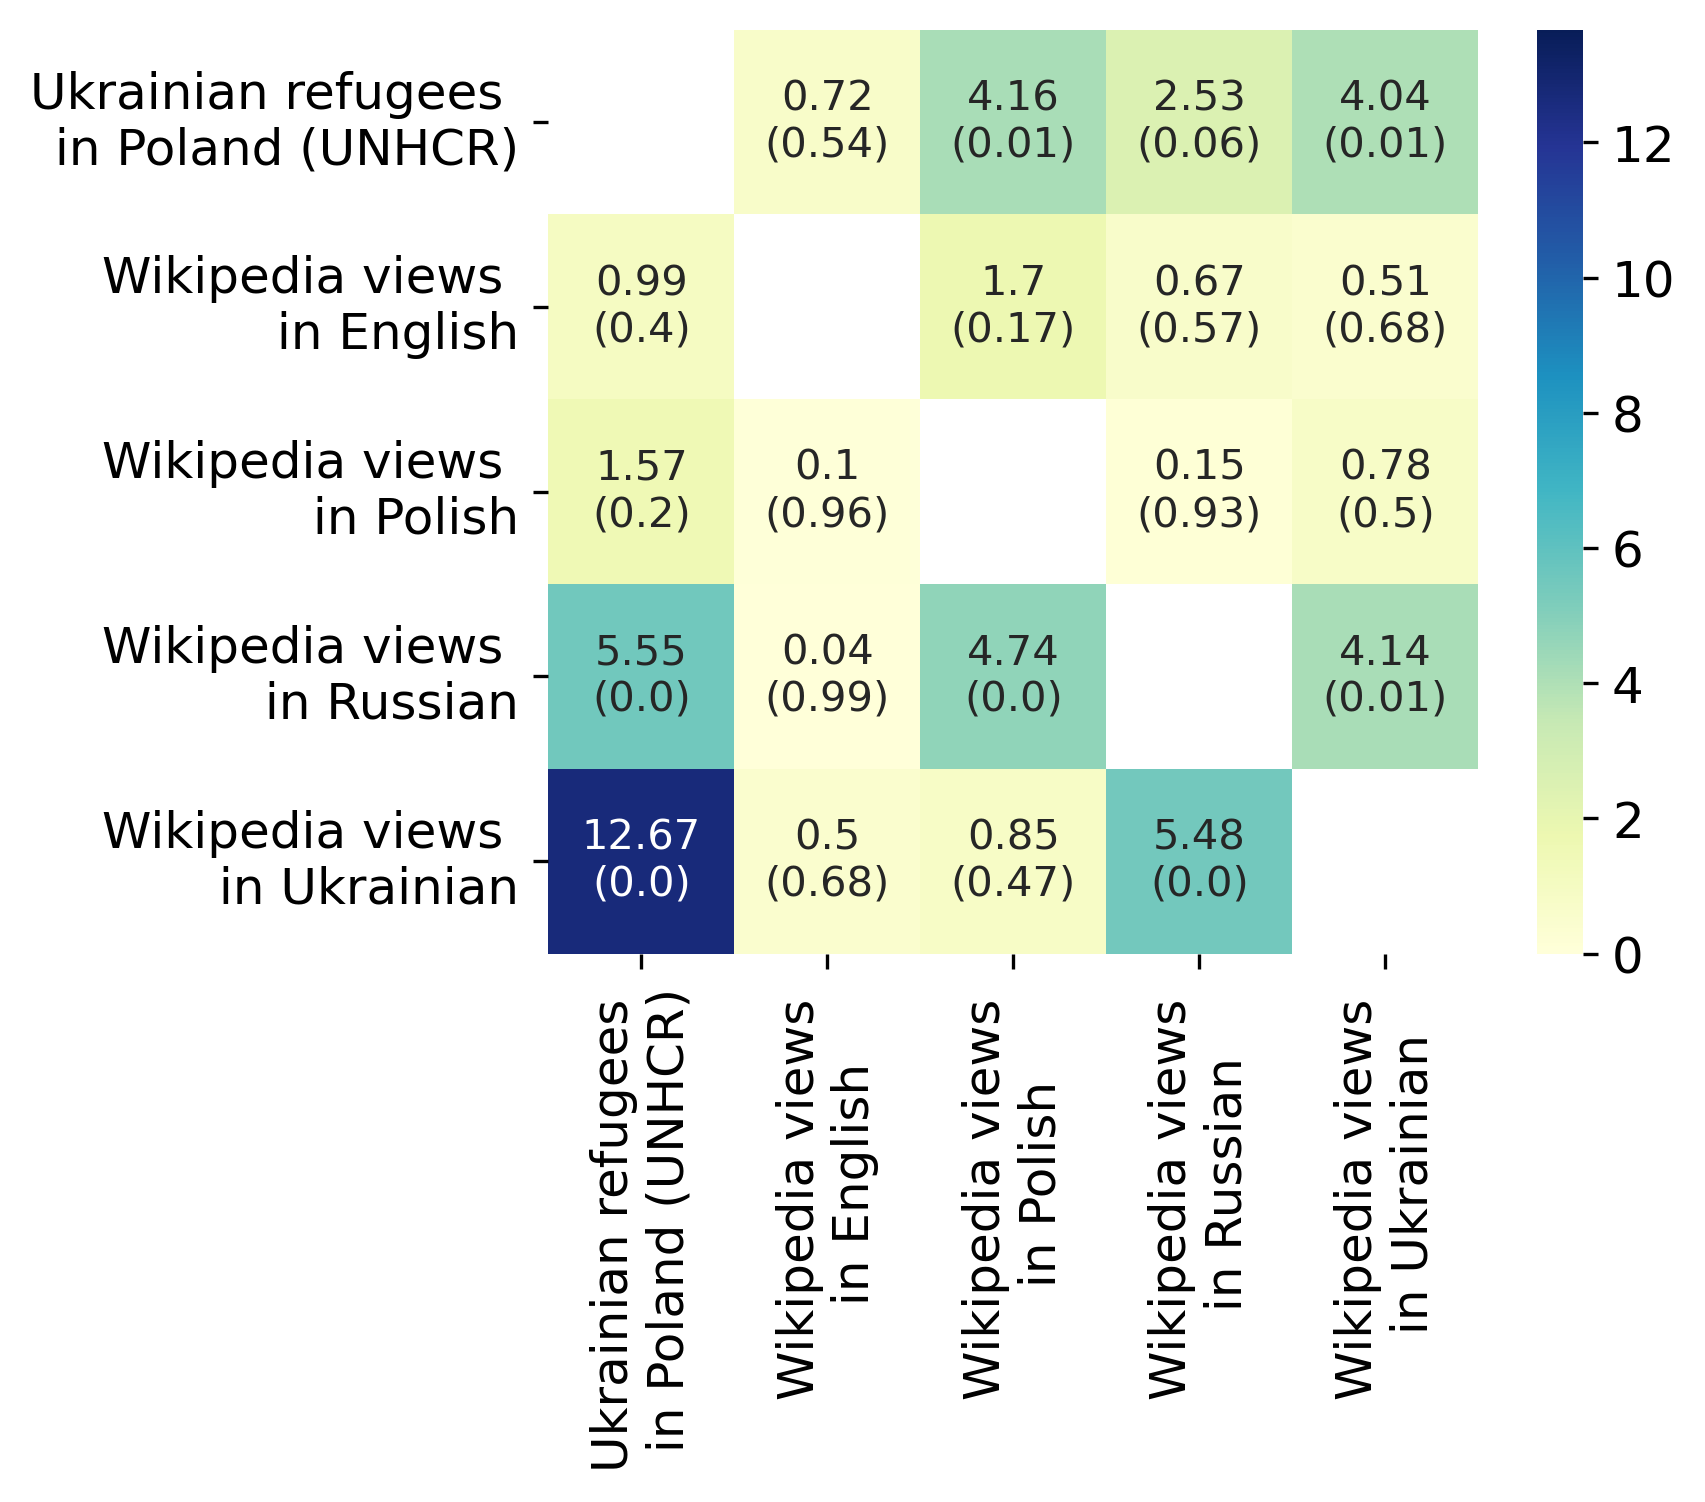 Ukrainian refugees
in Poland (UNHCR)
0.72
(0.54)
4.16
(0.01)
2.53
(0.06)
4.04
(0.01)
Wikipedia views
in English
0.99
(0.4)
1.7
(0.17)
0.67
(0.57)
0.51
(0.68)
Wikipedia views
in Polish
1.57
(0.2)
0.1
(0.96)
0.15
(0.93)
0.78
(0.5)
Wikipedia views
in Russian
5.55
(0.0)
0.04
(0.99)
4.74
(0.0)
4.14
(0.01)
Wikipedia views
in Ukrainian
12.67
(0.0)
0.5
(0.68)
0.85
(0.47)
5.48
(0.0)
12
10
8
6
4
2
0
Ukrainian refugees
in Poland (UNHCR)
Wikipedia views
in English
Wikipedia views
in Polish
Wikipedia views
in Russian
Wikipedia views
in Ukrainian